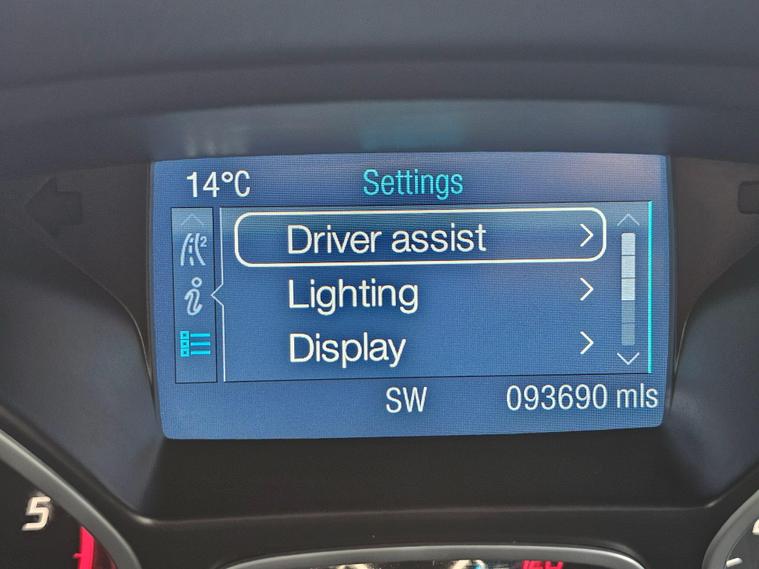 14°C Settings
Driver assist
Lighting
Display
SW 093690 mls
5